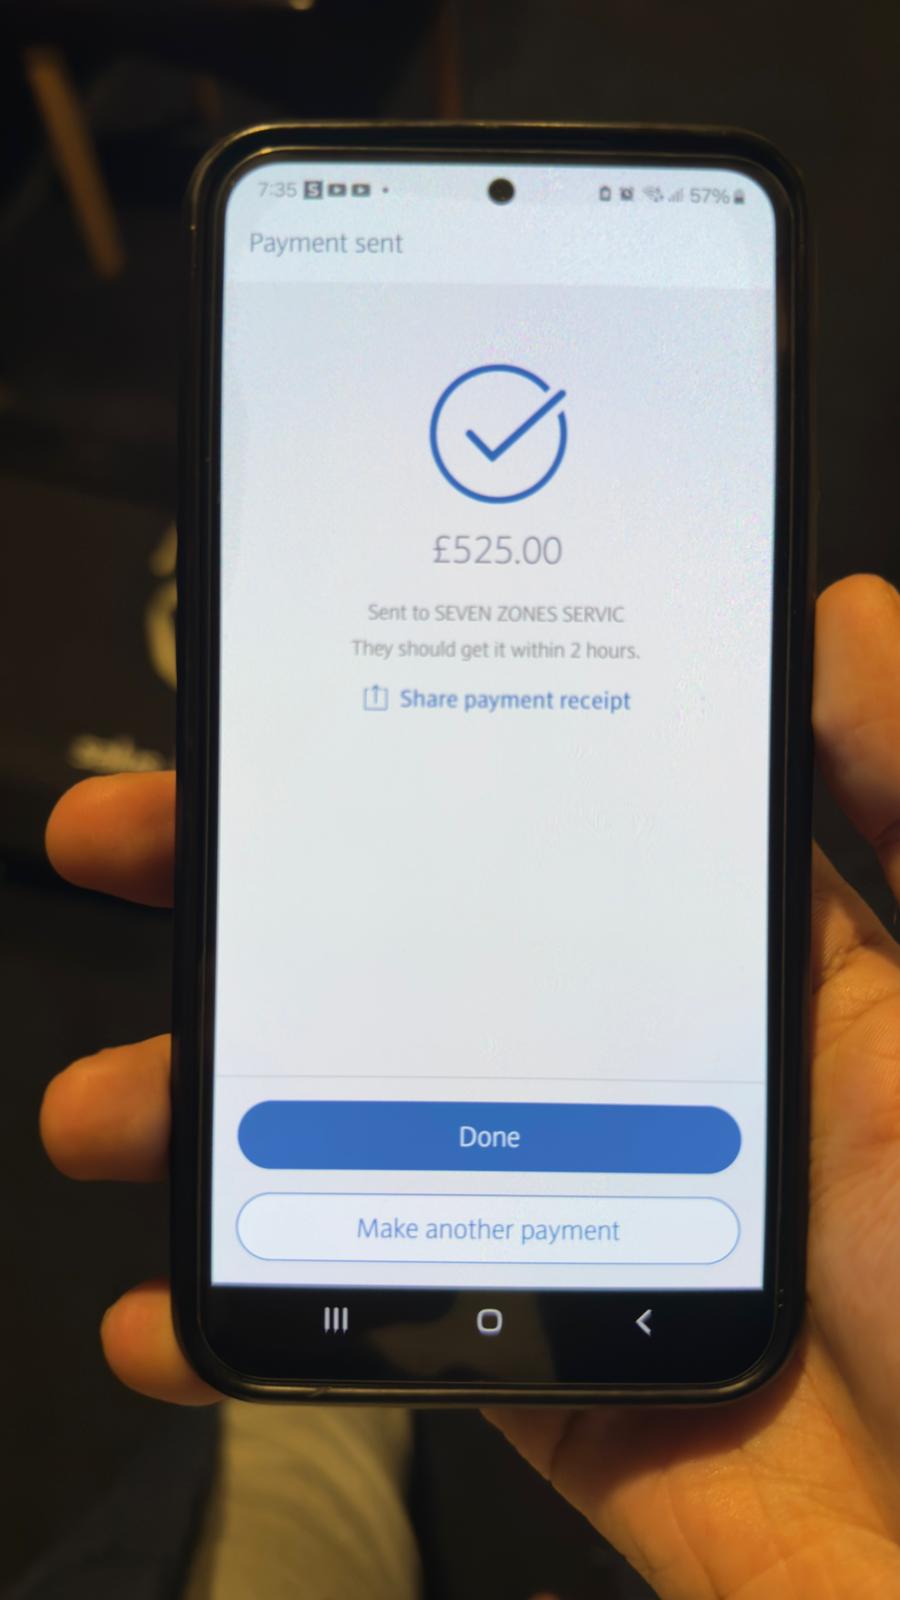 7:35
57%
Payment sent
£525.00
Sent to SEVEN ZONES SERVIC
They should get it within 2 hours.
Share payment receipt
Done
Make another payment